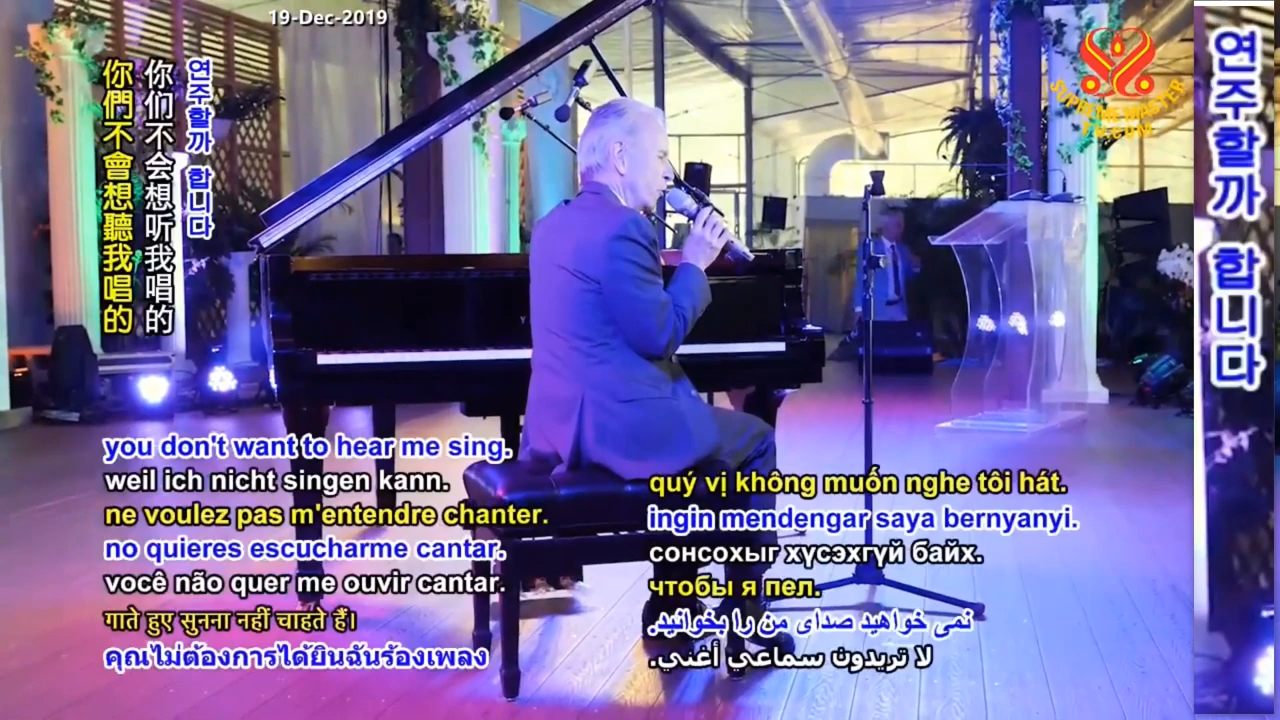 19-Dec-2019
SUPREME MASTER
TV.COM
연주할까 합니다
你们不会想听我唱的
你們不會想聽我唱的
you don't want to hear me sing.
weil ich nicht singen kann.
ne voulez pas m'entendre chanter.
no quieres escucharme cantar.
você não quer me ouvir cantar.
गाते हुए सुनना नहीं चाहते हैं।
คุณไม่ต้องการได้ยินฉันร้องเพลง
quý vị không muốn nghe tôi hát.
ingin mendengar saya bernyanyi.
сонсохыг хүсэхгүй байх.
чтобы я пел.
نمی خواهید صدای من را بخوانید.
لا تريدون سماعي أغني.
연주할까 합니다